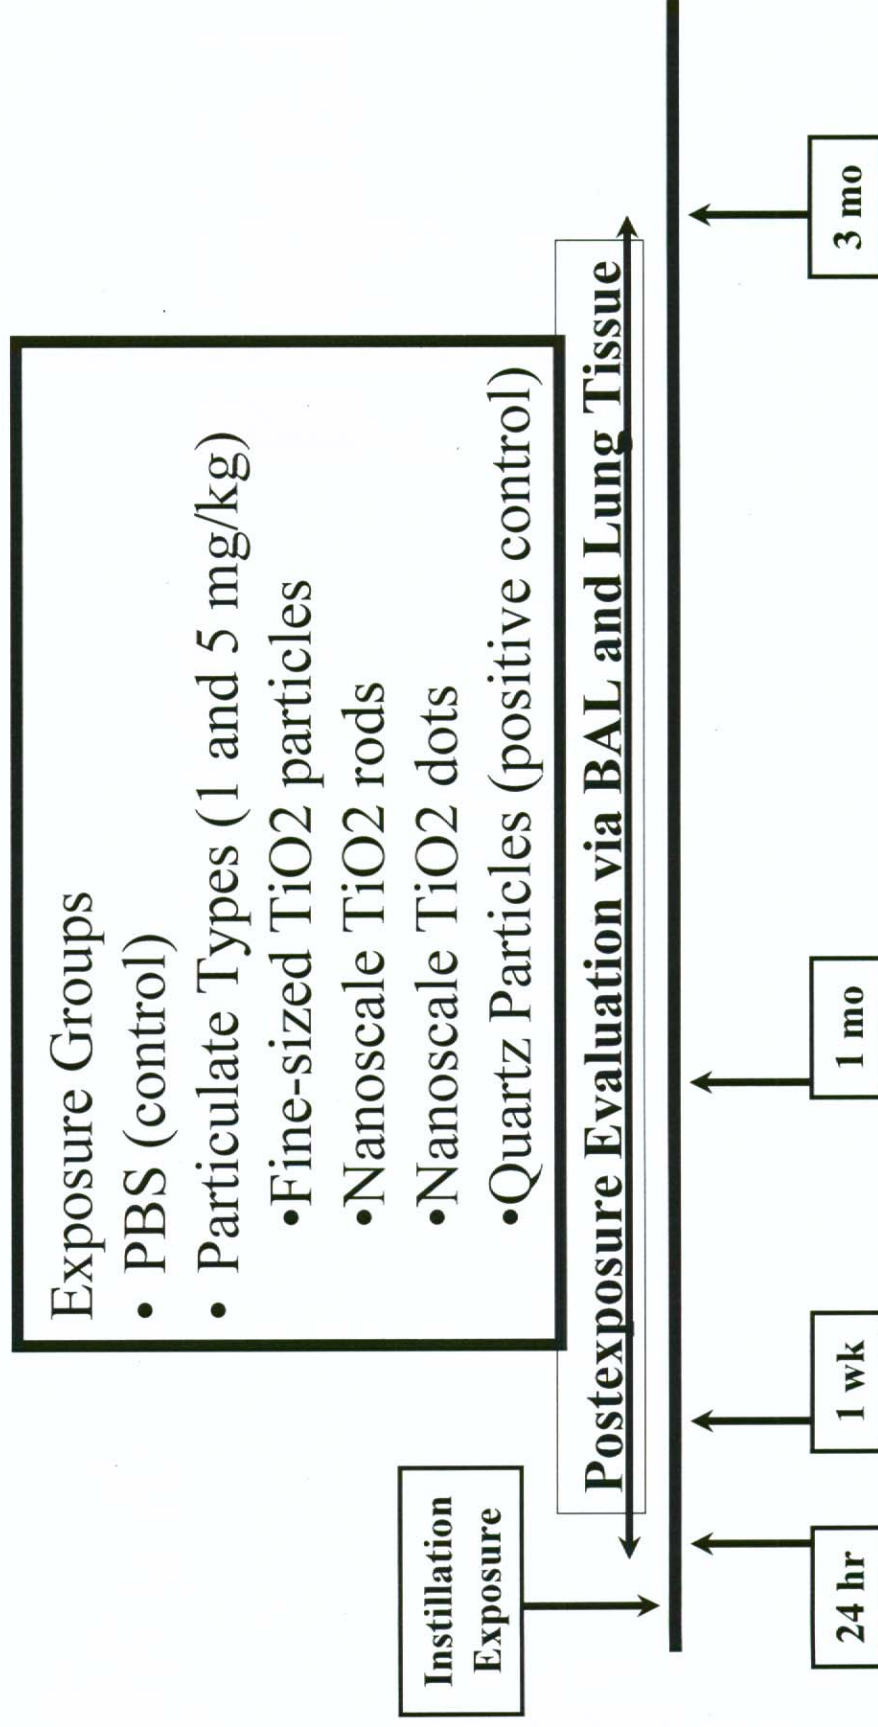 Exposure Groups
• PBS (control)
• Particulate Types (1 and 5 mg/kg)
•Fine-sized TiO2 particles
•Nanoscale TiO2 rods
•Nanoscale TiO2 dots
•Quartz Particles (positive control)
Instillation
Exposure
Postexposure Evaluation via BAL and Lung Tissue
24 hr
1 wk
1 mo
3 mo